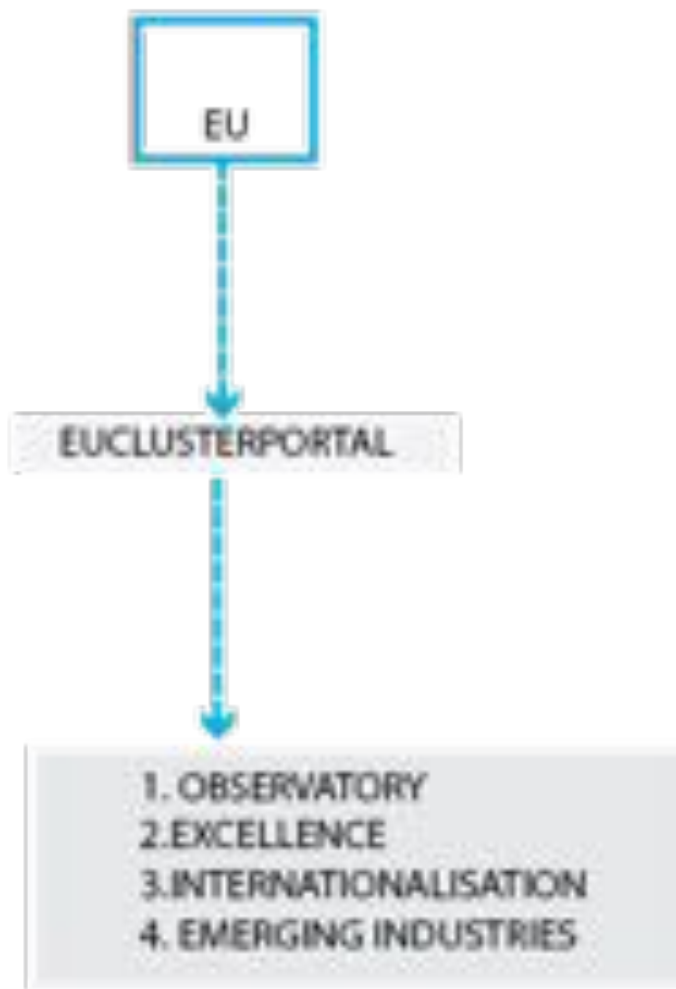 EU
EUCLUSTERPORTAL
1. OBSERVATORY
2.EXCELLENCE
3.INTERNATIONALISATION
4. EMERGING INDUSTRIES